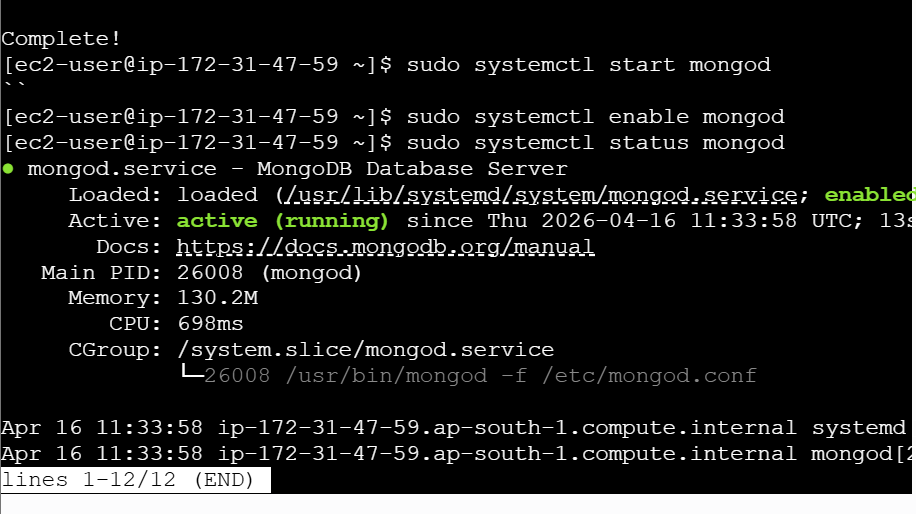 Complete!
[ec2-user@ip-172-31-47-59 ~]$ sudo systemctl start mongod
``
[ec2-user@ip-172-31-47-59 ~]$ sudo systemctl enable mongod
[ec2-user@ip-172-31-47-59 ~]$ sudo systemctl status mongod
● mongod.service - MongoDB Database Server
Loaded: loaded (/usr/lib/systemd/system/mongod.service; enabled
Active: active (running) since Thu 2026-04-16 11:33:58 UTC; 13s
Docs: https://docs.mongodb.org/manual
Main PID: 26008 (mongod)
Memory: 130.2M
CPU: 698ms
CGroup: /system.slice/mongod.service
└─26008 /usr/bin/mongod -f /etc/mongod.conf
Apr 16 11:33:58 ip-172-31-47-59.ap-south-1.compute.internal systemd
Apr 16 11:33:58 ip-172-31-47-59.ap-south-1.compute.internal mongod[2
lines 1-12/12 (END)